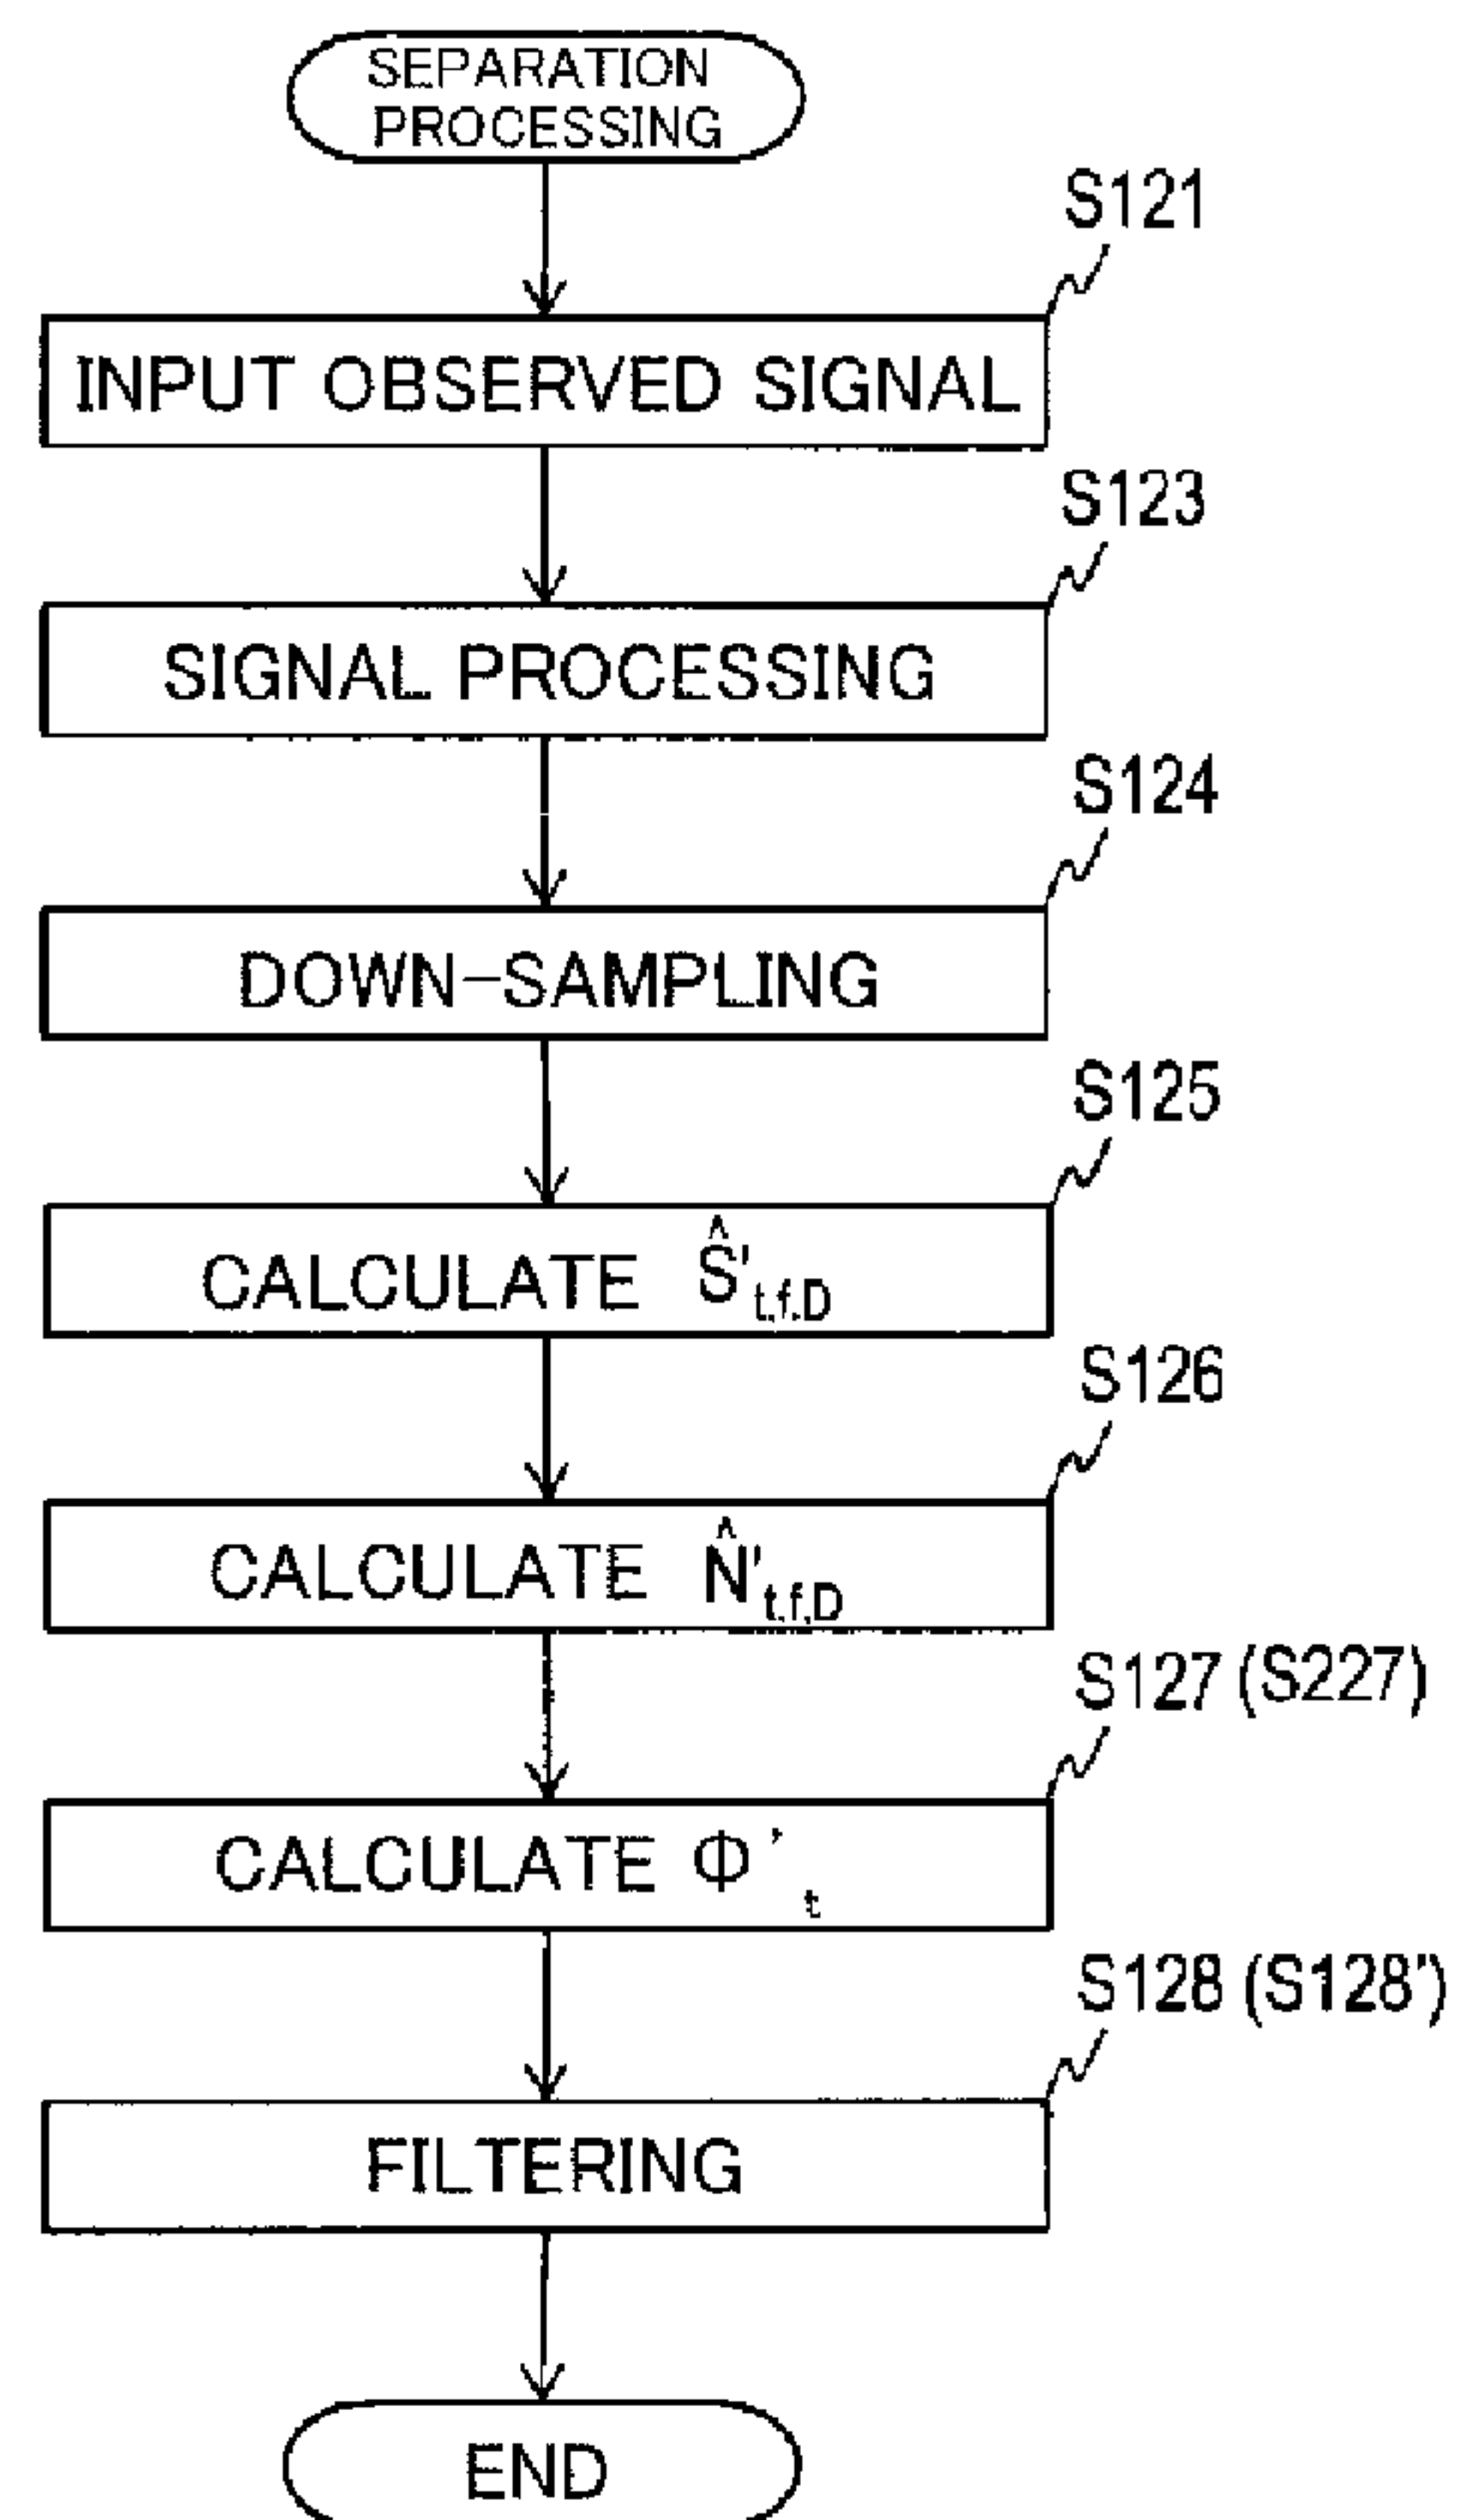 SEPARATION
PROCESSING
S121
INPUT OBSERVED SIGNAL
S123
SIGNAL PROCESSING
S124
DOWN-SAMPLING
S125
CALCULATE Ŝ't,f,D
S126
CALCULATE N̂'t,f,D
S127 (S227)
CALCULATE Φ't
S128 (S128')
FILTERING
END